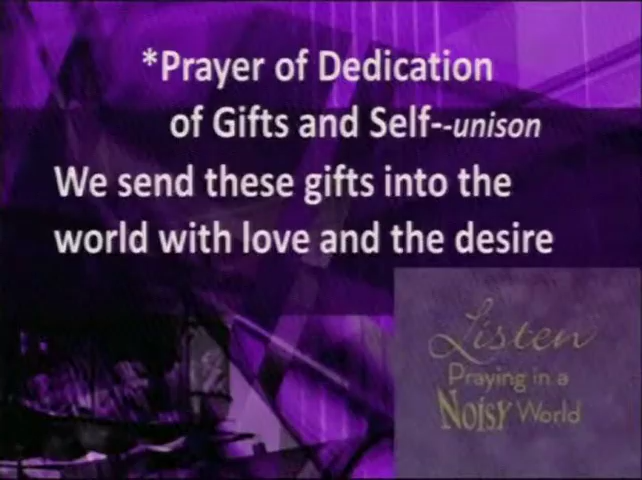 *Prayer of Dedication
of Gifts and Self--unison
We send these gifts into the
world with love and the desire
Listen
Praying in a
Noisy World